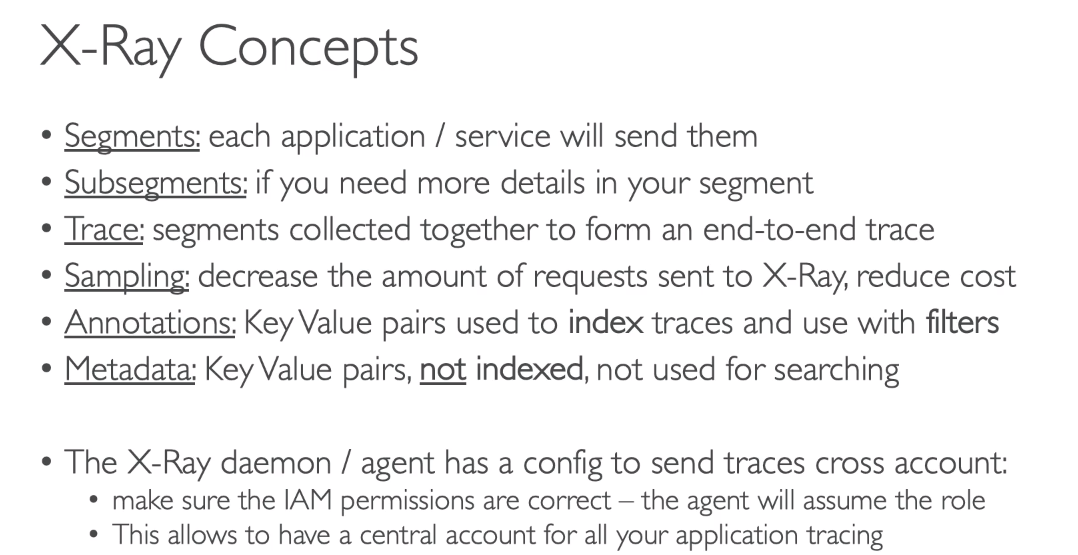 X-Ray Concepts
• Segments: each application / service will send them
• Subsegments: if you need more details in your segment
• Trace: segments collected together to form an end-to-end trace
• Sampling: decrease the amount of requests sent to X-Ray, reduce cost
• Annotations: Key Value pairs used to index traces and use with filters
• Metadata: Key Value pairs, not indexed, not used for searching
• The X-Ray daemon / agent has a config to send traces cross account:
• make sure the IAM permissions are correct – the agent will assume the role
• This allows to have a central account for all your application tracing